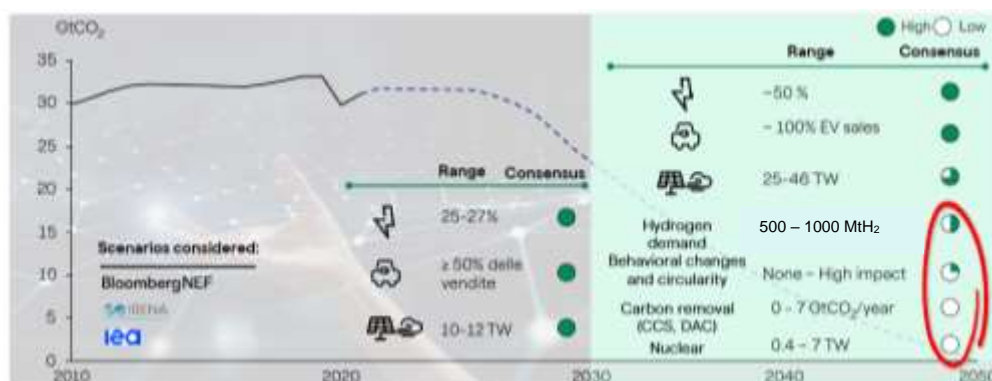 GtCO₂
High Low
Range Consensus
35
30
25
20
15
10
5
0
~50 %
~ 100% EV sales
25-46 TW
Hydrogen
demand
500 – 1000 MtH₂
Behavioral changes
and circularity
None – High impact
Carbon removal
(CCS, DAC)
0 - 7 GtCO₂/year
Nuclear
0.4 – 7 TW
Range Consensus
25-27%
≥ 50% delle
vendite
10-12 TW
Scenarios considered:
BloombergNEF
IRENA
iea
2010 2020 2030 2040 2050